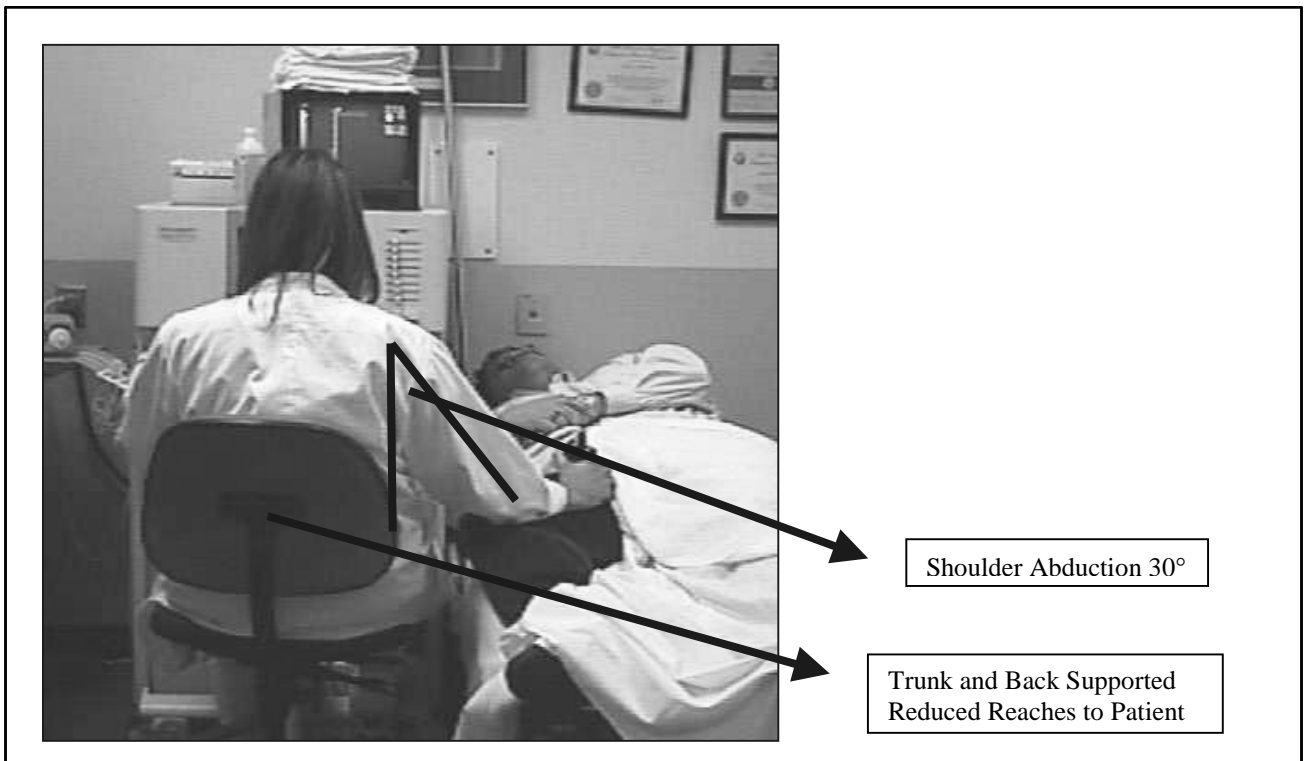 Shoulder Abduction 30°
Trunk and Back Supported
Reduced Reaches to Patient